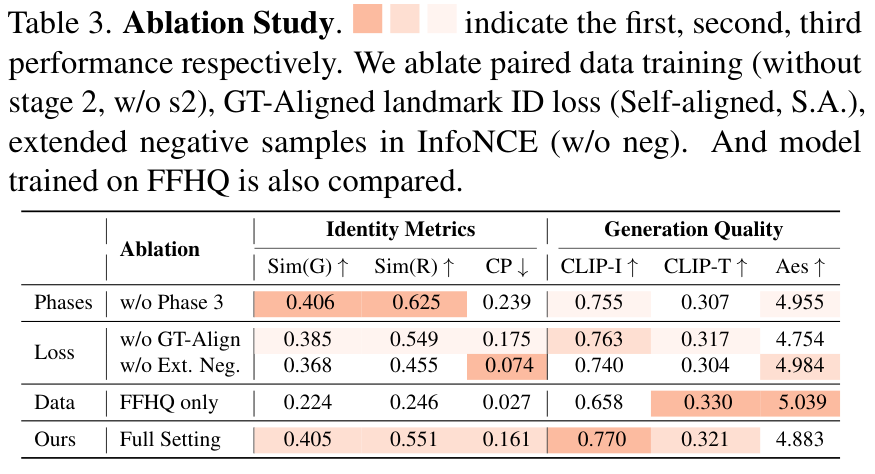 Table 3. Ablation Study. indicate the first, second, third
performance respectively. We ablate paired data training (without
stage 2, w/o s2), GT-Aligned landmark ID loss (Self-aligned, S.A.),
extended negative samples in InfoNCE (w/o neg). And model
trained on FFHQ is also compared.
Ablation Identity Metrics Generation Quality
Sim(G) ↑ Sim(R) ↑ CP ↓ CLIP-I ↑ CLIP-T ↑ Aes ↑
Phases w/o Phase 3 0.406 0.625 0.239 0.755 0.307 4.955
Loss w/o GT-Align 0.385 0.549 0.175 0.763 0.317 4.754
w/o Ext. Neg. 0.368 0.455 0.074 0.740 0.304 4.984
Data FFHQ only 0.224 0.246 0.027 0.658 0.330 5.039
Ours Full Setting 0.405 0.551 0.161 0.770 0.321 4.883